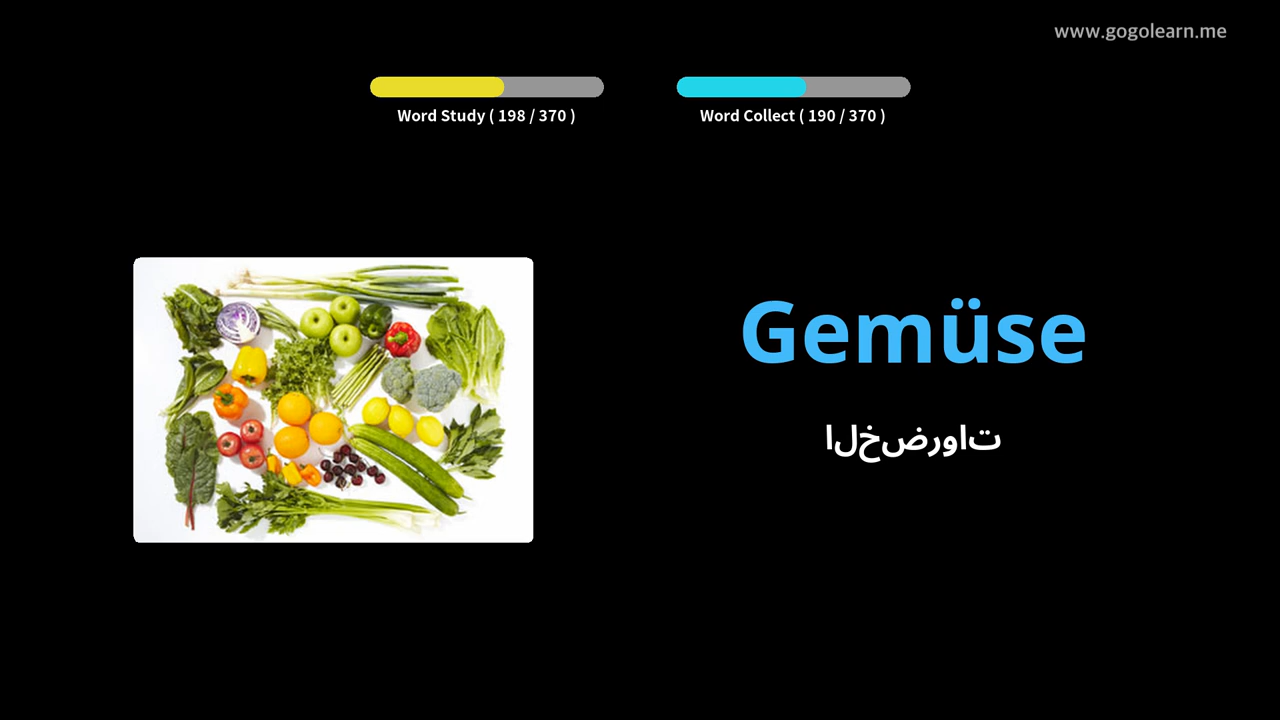 www.gogolearn.me
Word Study ( 198 / 370 )
Word Collect ( 190 / 370 )
Gemüse
الخضروات